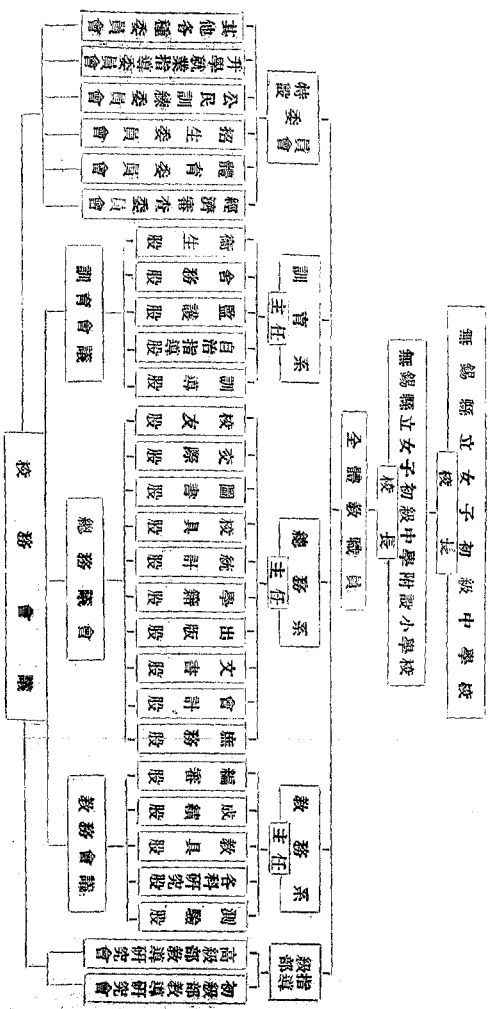 無錫縣立女子初級中學校
校長
無錫縣立女子初級中學附設小學校
校長
全體教職員
級部指導
教務系
主任
總務系
主任
訓育系
主任
特設委員會
初級部教導研究會
高級部教導研究會
測驗股
各科研究股
教具股
成績股
編審股
庶務股
會計股
文書股
出版股
學籍股
統計股
校具股
圖書股
交際股
校友股
訓導股
自治指導股
監護股
舍務股
衛生股
經濟審查委員會
體育委員會
招生委員會
公民訓練委員會
升學就業指導委員會
其他各種委員會
教務會議
總務議會
訓育會議
校務會議